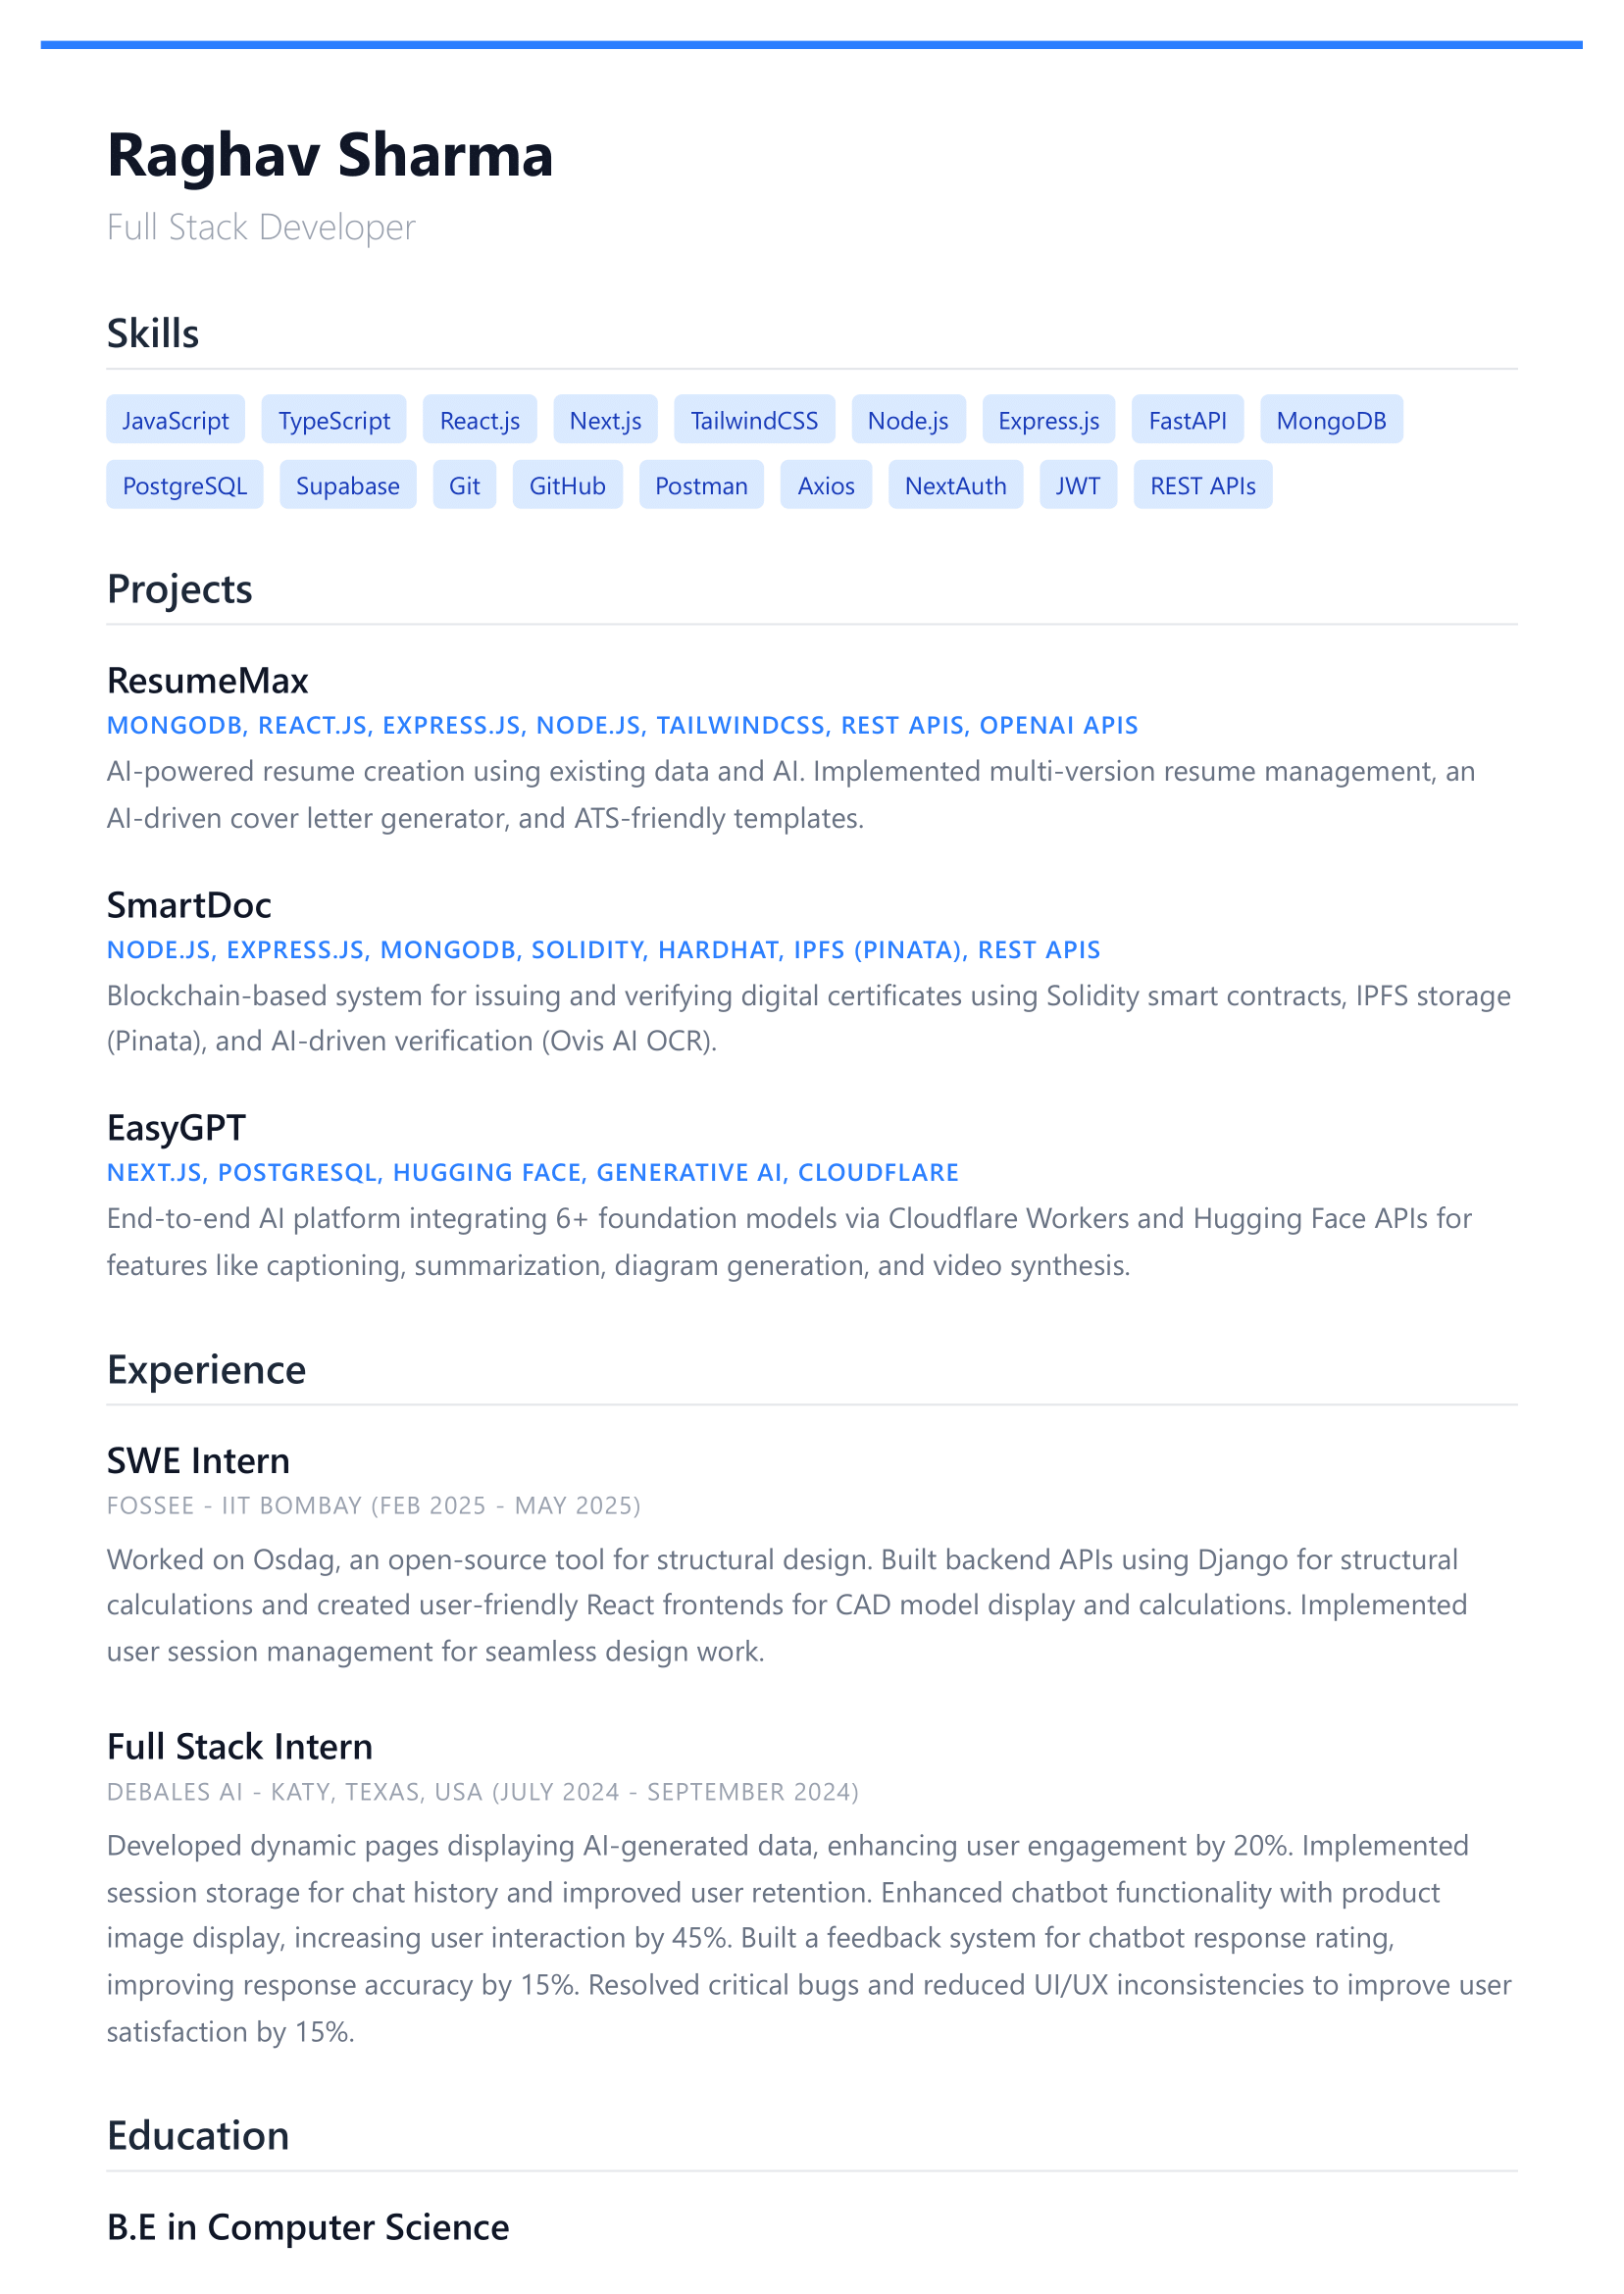 Raghav Sharma
Full Stack Developer
Skills
JavaScript TypeScript React.js Next.js TailwindCSS Node.js Express.js FastAPI MongoDB
PostgreSQL Supabase Git GitHub Postman Axios NextAuth JWT REST APIs
Projects
ResumeMax
MONGODB, REACT.JS, EXPRESS.JS, NODE.JS, TAILWINDCSS, REST APIS, OPENAI APIS
AI-powered resume creation using existing data and AI. Implemented multi-version resume management, an
AI-driven cover letter generator, and ATS-friendly templates.
SmartDoc
NODE.JS, EXPRESS.JS, MONGODB, SOLIDITY, HARDHAT, IPFS (PINATA), REST APIS
Blockchain-based system for issuing and verifying digital certificates using Solidity smart contracts, IPFS storage
(Pinata), and AI-driven verification (Ovis AI OCR).
EasyGPT
NEXT.JS, POSTGRESQL, HUGGING FACE, GENERATIVE AI, CLOUDFLARE
End-to-end AI platform integrating 6+ foundation models via Cloudflare Workers and Hugging Face APIs for
features like captioning, summarization, diagram generation, and video synthesis.
Experience
SWE Intern
FOSSEE - IIT BOMBAY (FEB 2025 - MAY 2025)
Worked on Osdag, an open-source tool for structural design. Built backend APIs using Django for structural
calculations and created user-friendly React frontends for CAD model display and calculations. Implemented
user session management for seamless design work.
Full Stack Intern
DEBALES AI - KATY, TEXAS, USA (JULY 2024 - SEPTEMBER 2024)
Developed dynamic pages displaying AI-generated data, enhancing user engagement by 20%. Implemented
session storage for chat history and improved user retention. Enhanced chatbot functionality with product
image display, increasing user interaction by 45%. Built a feedback system for chatbot response rating,
improving response accuracy by 15%. Resolved critical bugs and reduced UI/UX inconsistencies to improve user
satisfaction by 15%.
Education
B.E in Computer Science